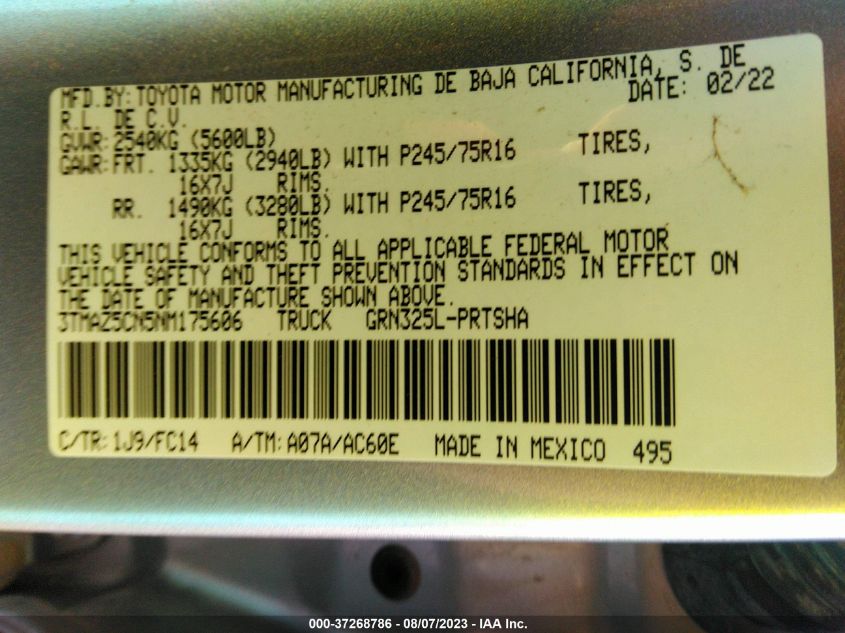 MFD.BY:TOYOTA MOTOR MANUFACTURING DE BAJA CALIFORNIA, S. DE
R.L. DE C.V. DATE: 02/22
GVWR:2540KG (5600LB)
GAWR:FRT. 1335KG (2940LB) WITH P245/75R16 TIRES,
16X7J RIMS.
RR. 1490KG (3280LB) WITH P245/75R16 TIRES,
16X7J RIMS.
THIS VEHICLE CONFORMS TO ALL APPLICABLE FEDERAL MOTOR
VEHICLE SAFETY AND THEFT PREVENTION STANDARDS IN EFFECT ON
THE DATE OF MANUFACTURE SHOWN ABOVE.
3TMAZ5CN5NM175606 TRUCK GRN325L-PRTSHA
C/TR:1J9/FC14 A/TM:A07A/AC60E MADE IN MEXICO 495
000-37268786 - 08/07/2023 - IAA Inc.